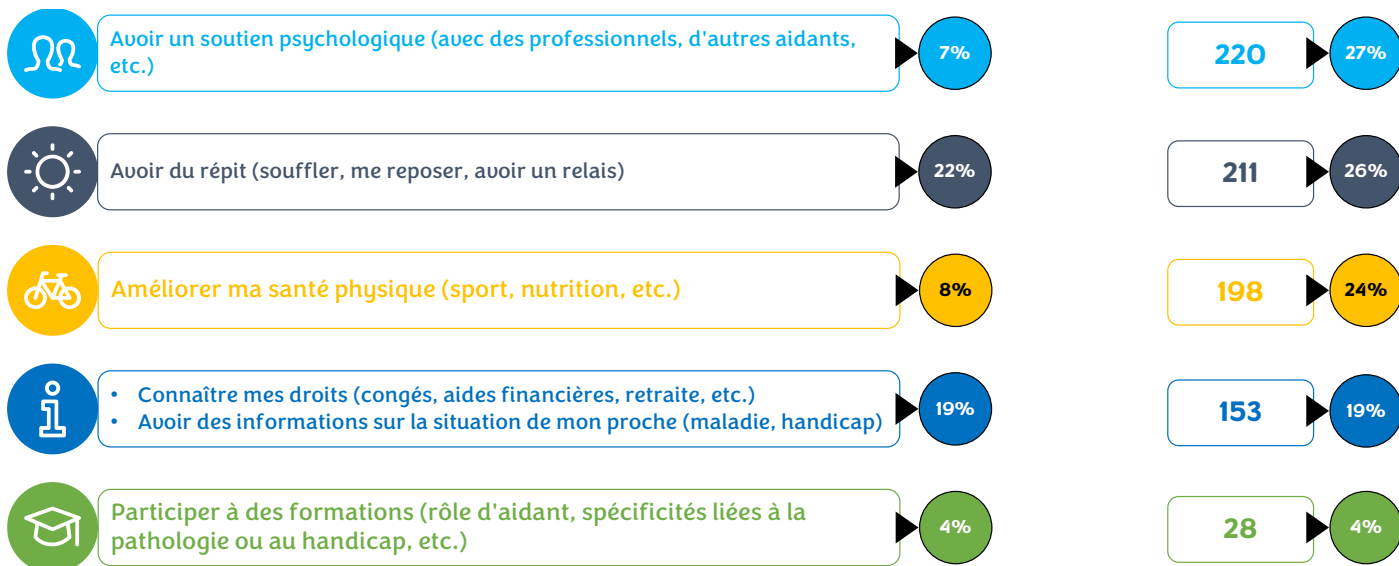 Avoir un soutien psychologique (avec des professionnels, d'autres aidants,
etc.)
7%
220
27%
Avoir du répit (souffler, me reposer, avoir un relais)
22%
211
26%
Améliorer ma santé physique (sport, nutrition, etc.)
8%
198
24%
• Connaître mes droits (congés, aides financières, retraite, etc.)
• Avoir des informations sur la situation de mon proche (maladie, handicap)
19%
153
19%
Participer à des formations (rôle d'aidant, spécificités liées à la
pathologie ou au handicap, etc.)
4%
28
4%